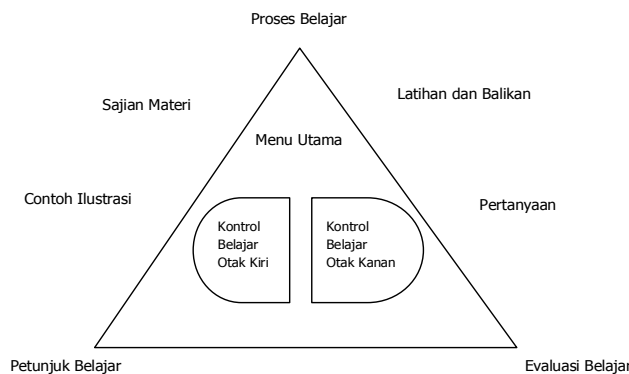 Proses Belajar
Sajian Materi
Latihan dan Balikan
Menu Utama
Contoh Ilustrasi
Pertanyaan
Kontrol
Belajar
Otak Kiri
Kontrol
Belajar
Otak Kanan
Petunjuk Belajar
Evaluasi Belajar